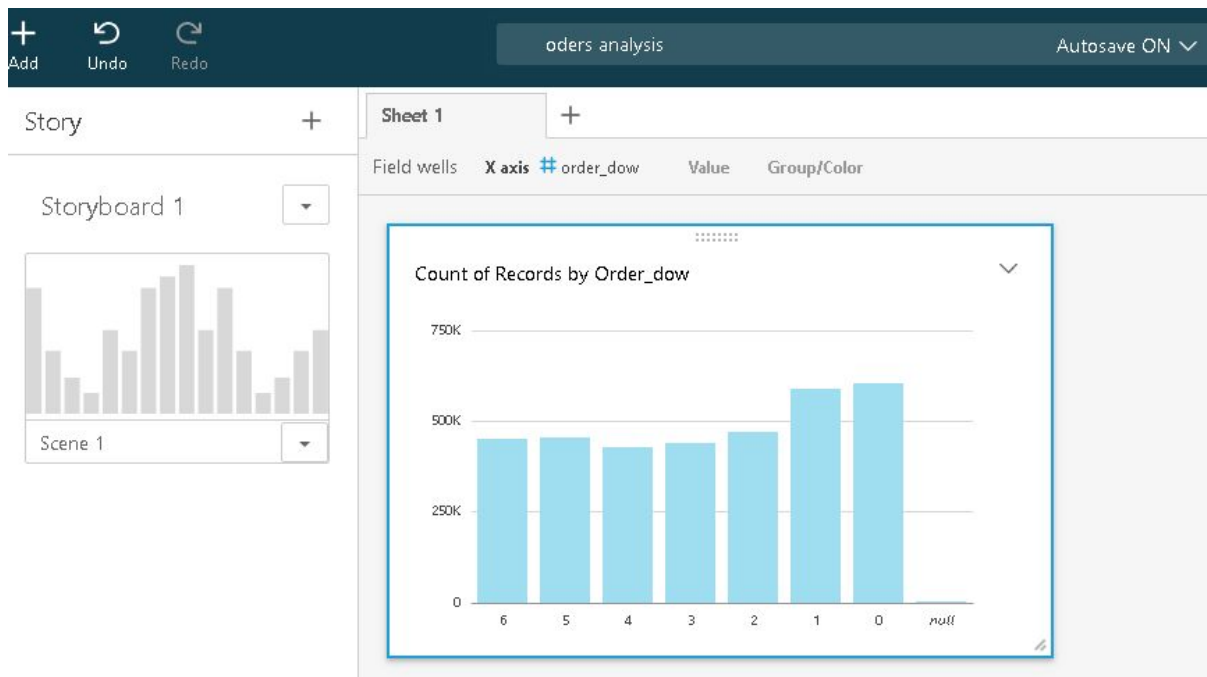 Add Undo Redo
oders analysis
Autosave ON
Story
Storyboard 1
Scene 1
Sheet 1
Field wells X axis # order_dow Value Group/Color
Count of Records by Order_dow
750K
500K
250K
0
6 5 4 3 2 1 0 null